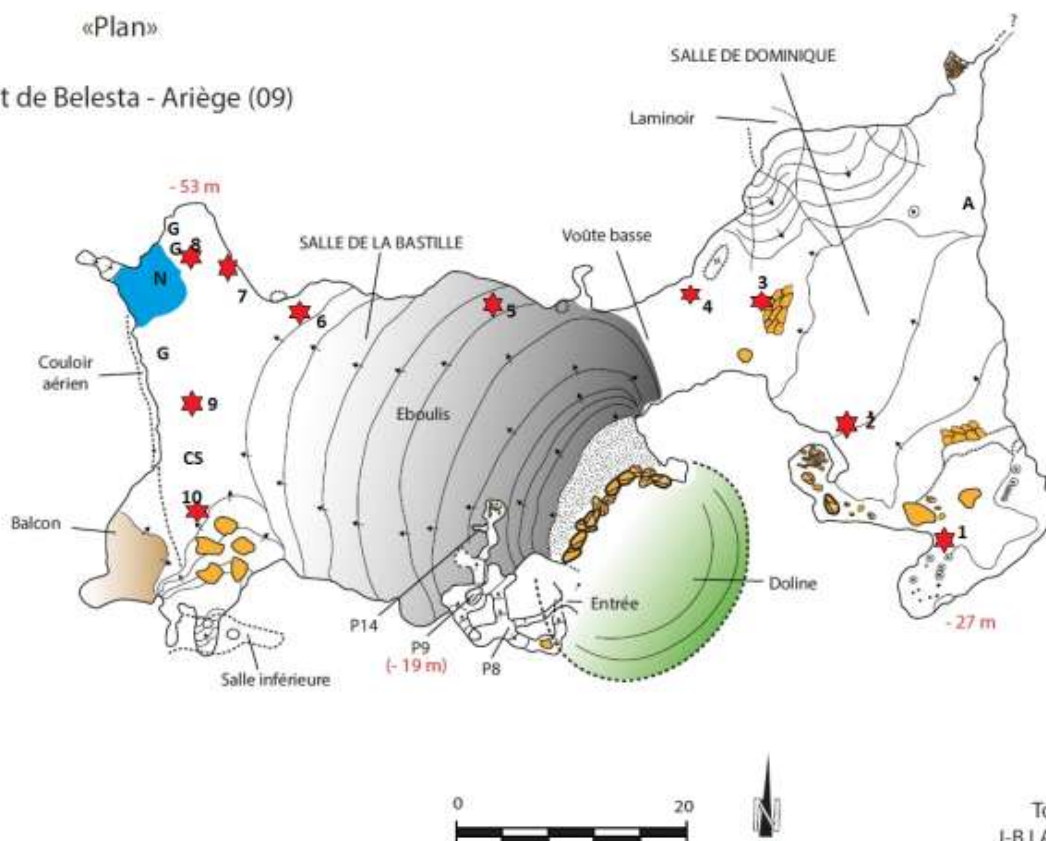 «Plan»
t de Belesta - Ariège (09)
SALLE DE DOMINIQUE
?
Laminoir
- 53 m
G
G
8
SALLE DE LA BASTILLE
Voûte basse
A
N
7
6
5
4
3
G
Couloir
aérien
Eboulis
9
2
CS
10
Balcon
1
Doline
Entrée
P14
P9
(- 19 m)
P8
- 27 m
Salle inférieure
0
20
N
To
J-B LA